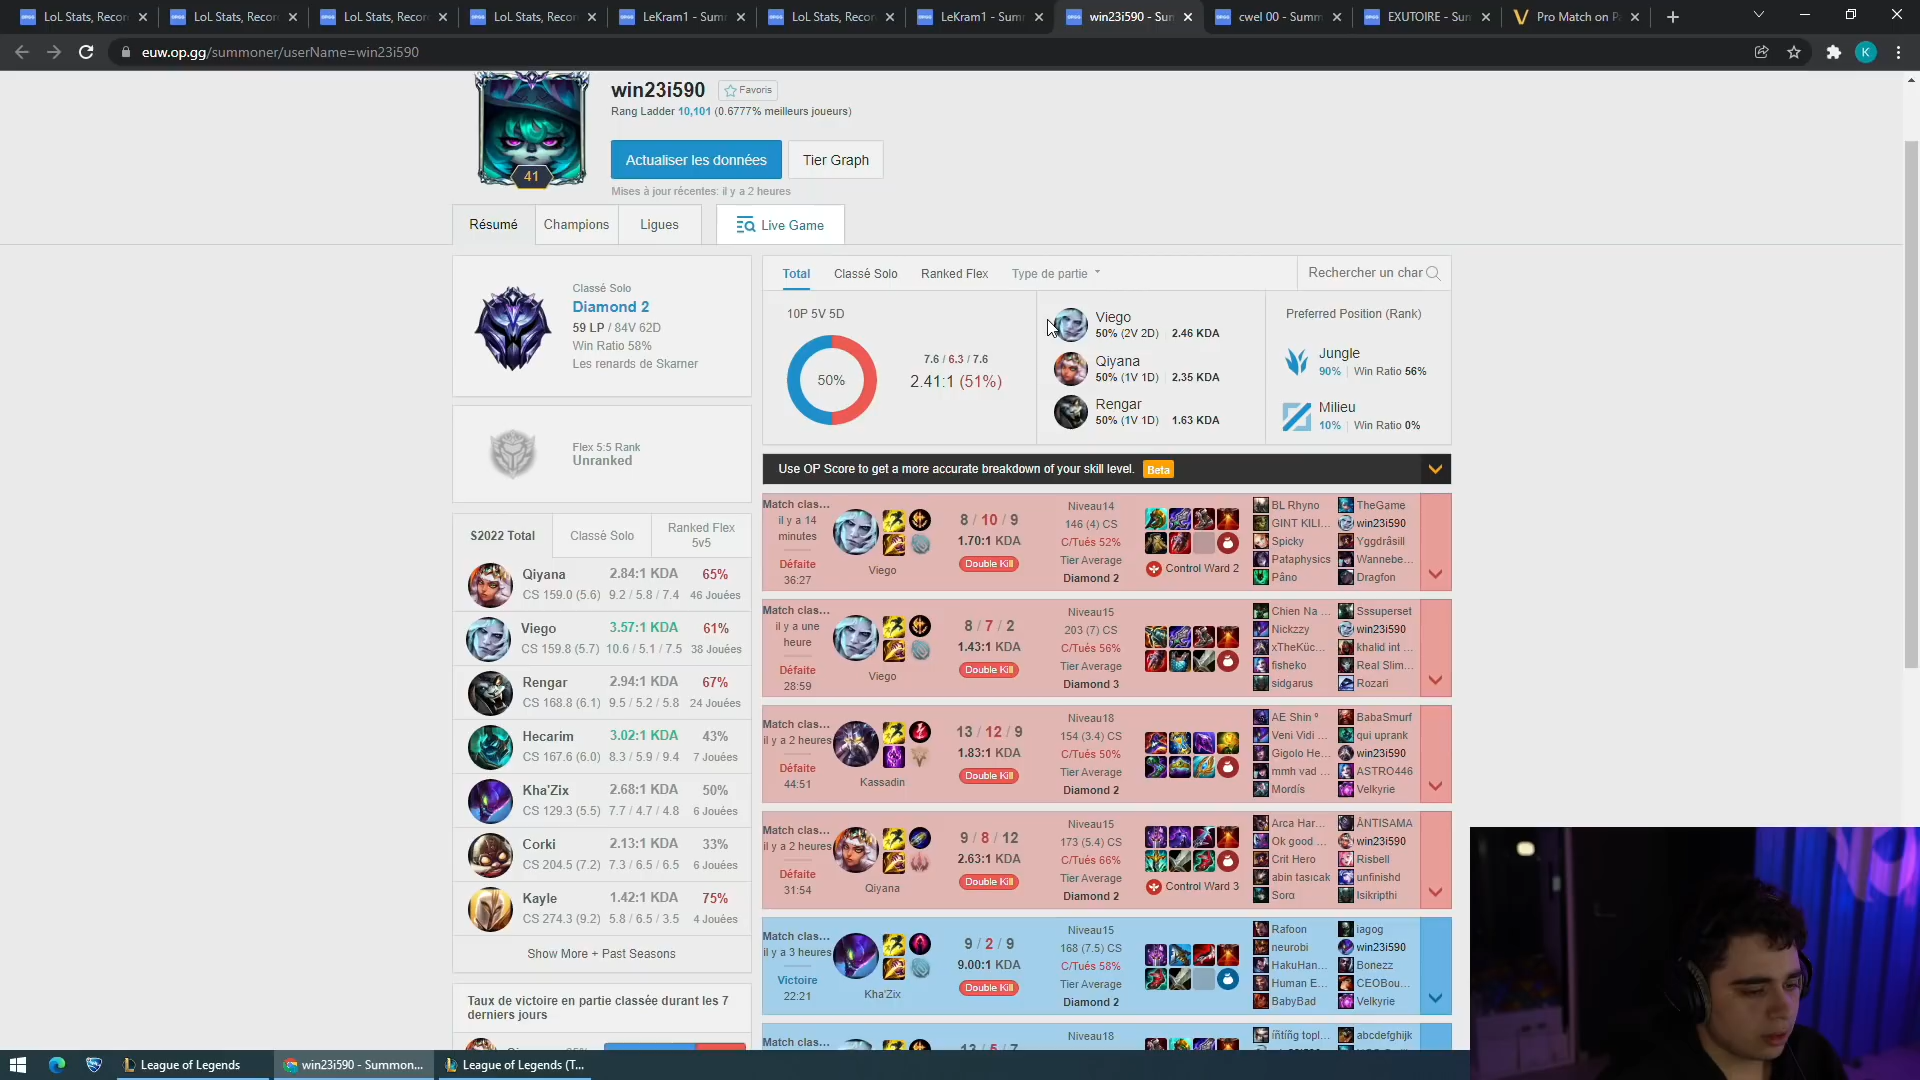 LoL Stats, Recor
LoL Stats, Recor
LoL Stats, Recor
LoL Stats, Recor
LeKram1 - Sum
LoL Stats, Recor
LeKram1 - Sum
win23i590 - Sun
cwel 00 - Summ
EXUTOIRE - Sun
Pro Match on P
euw.op.gg/summoner/userName=win23i590
K
41
win23i590
Favoris
Rang Ladder 10,101 (0.6777% meilleurs joueurs)
Actualiser les données
Tier Graph
Mises à jour récentes: il y a 2 heures
Résumé
Champions
Ligues
Live Game
Classé Solo
Diamond 2
59 LP / 84V 62D
Win Ratio 58%
Les renards de Skarner
Flex 5:5 Rank
Unranked
S2022 Total
Classé Solo
Ranked Flex
5v5
Qiyana 2.84:1 KDA 65%
CS 159.0 (5.6) 9.2 / 5.8 / 7.4 46 Jouées
Viego 3.57:1 KDA 61%
CS 159.8 (5.7) 10.6 / 5.1 / 7.5 38 Jouées
Rengar 2.94:1 KDA 67%
CS 168.8 (6.1) 9.5 / 5.2 / 5.8 24 Jouées
Hecarim 3.02:1 KDA 43%
CS 167.6 (6.0) 8.3 / 5.9 / 9.4 7 Jouées
Kha'Zix 2.68:1 KDA 50%
CS 129.3 (5.5) 7.7 / 4.7 / 4.8 6 Jouées
Corki 2.13:1 KDA 33%
CS 204.5 (7.2) 7.3 / 6.5 / 6.5 6 Jouées
Kayle 1.42:1 KDA 75%
CS 274.3 (9.2) 5.8 / 6.5 / 3.5 4 Jouées
Show More + Past Seasons
Taux de victoire en partie classée durant les 7
derniers jours
Total
Classé Solo
Ranked Flex
Type de partie
Rechercher un char
10P 5V 5D
50%
7.6 / 6.3 / 7.6
2.41:1 (51%)
Viego
50% (2V 2D) 2.46 KDA
Qiyana
50% (1V 1D) 2.35 KDA
Rengar
50% (1V 1D) 1.63 KDA
Preferred Position (Rank)
Jungle
90% Win Ratio 56%
Milieu
10% Win Ratio 0%
Use OP Score to get a more accurate breakdown of your skill level. Beta
Match clas...
il y a 14
minutes
Défaite
36:27
Viego
8 / 10 / 9
1.70:1 KDA
Double Kill
Niveau14
146 (4) CS
C/Tués 52%
Tier Average
Diamond 2
Control Ward 2
BL Rhyno TheGame
GINT KILI... win23i590
Spicky Yggdräsill
Pataphysics Wannebe...
Pâno Dragfon
Match clas...
il y a une
heure
Défaite
28:59
Viego
8 / 7 / 2
1.43:1 KDA
Double Kill
Niveau15
203 (7) CS
C/Tués 56%
Tier Average
Diamond 3
Chien Na ... Sssuperset
Nickzzy win23i590
xTheKüc... khalid int ...
fisheko Real Slim...
sidgarus Rozari
Match clas...
il y a 2 heures
Défaite
44:51
Kassadin
13 / 12 / 9
1.83:1 KDA
Double Kill
Niveau18
154 (3.4) CS
C/Tués 50%
Tier Average
Diamond 2
AE Shin º BabaSmurf
Veni Vidi ... qui uprank
Gigolo He... win23i590
mmh vad ... ASTRO446
Mordis Velkyrie
Match clas...
il y a 2 heures
Défaite
31:54
Qiyana
9 / 8 / 12
2.63:1 KDA
Double Kill
Niveau15
173 (5.4) CS
C/Tués 66%
Tier Average
Diamond 2
Control Ward 3
Arca Har... ÂNTISAMA
Ok good ... win23i590
Crit Hero Risbell
abin tasıcak unfinishd
Sorα Isikripthi
Match clas...
il y a 3 heures
Victoire
22:21
Kha'Zix
9 / 2 / 9
9.00:1 KDA
Double Kill
Niveau15
168 (7.5) CS
C/Tués 58%
Tier Average
Diamond 2
Rafoon iagog
neurobi win23i590
HakuHan... Bonezz
Human E... CEOBou...
BabyBad Velkyrie
Match clas...
Niveau18
abcdefghijk
League of Legends
win23i590 - Summon...
League of Legends (T...